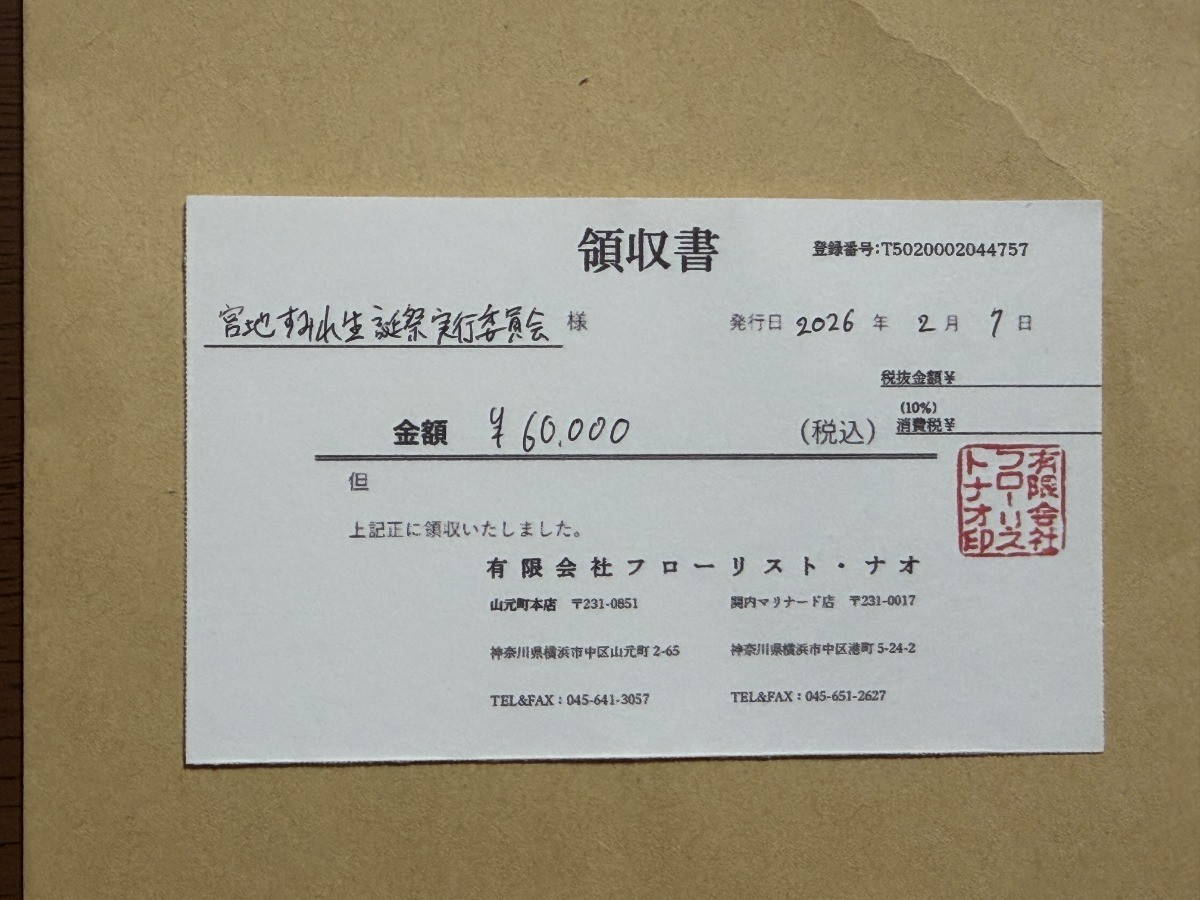 領収書
登録番号:T5020002044757
宮地すみれ生誕祭実行委員会 様
発行日 2026 年 2 月 7 日
税抜金額¥
(10%)
消費税¥
金額 ¥60,000 (税込)
但
上記正に領収いたしました。
有限会社
フローリス
トナオ印
有限会社フローリスト・ナオ
山元町本店 〒231-0851
神奈川県横浜市中区山元町 2-65
TEL&FAX:045-641-3057
関内マリナード店 〒231-0017
神奈川県横浜市中区港町 5-24-2
TEL&FAX:045-651-2627